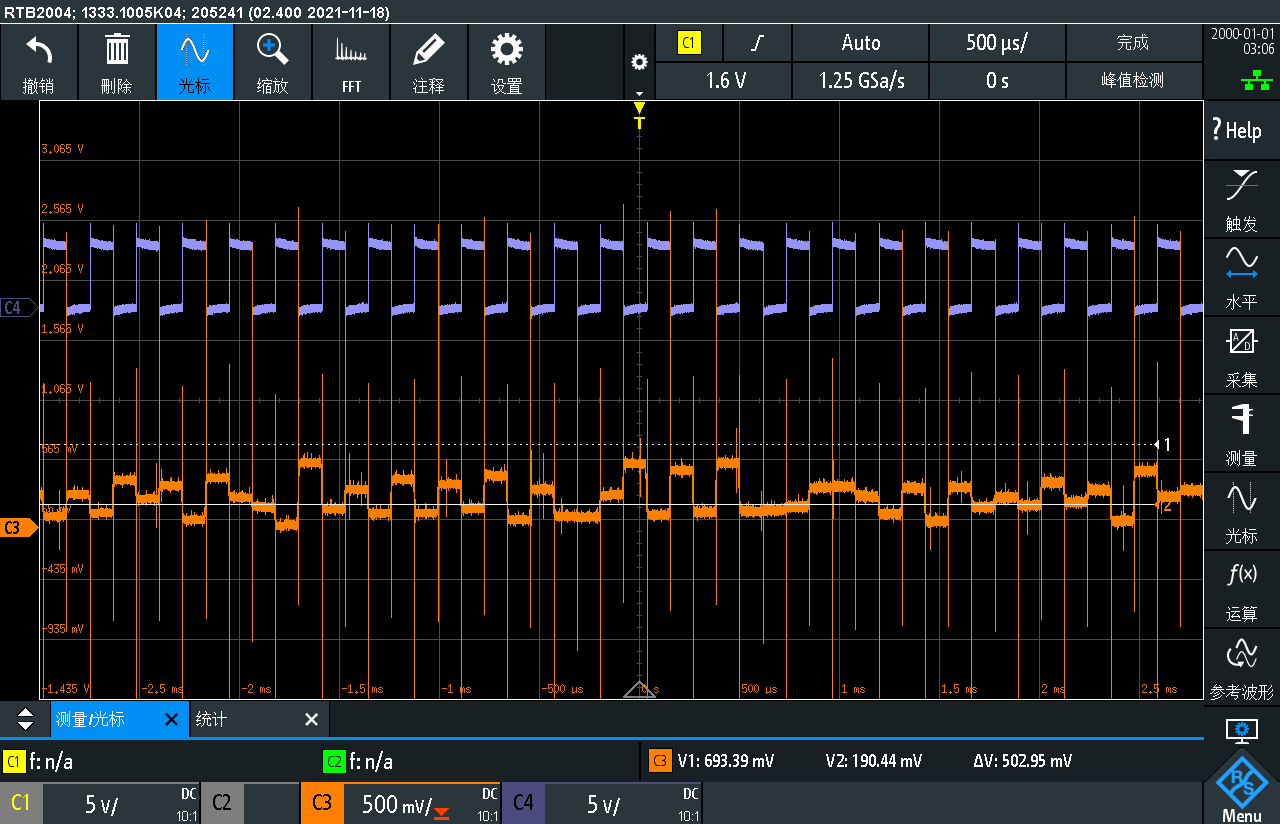 RTB2004; 1333.1005K04; 205241 (02.400 2021-11-18)
撤销
删除
光标
缩放
FFT
注释
设置
C1
Auto
500 µs/
完成
1.6 V
1.25 GSa/s
0 s
峰值检测
2000-01-01
03:06
T
?Help
触发
水平
A/D
采集
测量
光标
f(x)
运算
参考波形
R&S
Menu
3.065 V
2.565 V
2.065 V
C4
1.565 V
1.065 V
565 mV
1
2
C3
-435 mV
-935 mV
-1.435 V
-2.5 ms
-2 ms
-1.5 ms
-1 ms
-500 µs
0 s
500 µs
1 ms
1.5 ms
2 ms
2.5 ms
测量/光标
统计
C1 f: n/a
C2 f: n/a
C3 V1: 693.39 mV
V2: 190.44 mV
ΔV: 502.95 mV
C1
5 V/
DC
10:1
C2
C3
500 mV/
DC
10:1
C4
5 V/
DC
10:1